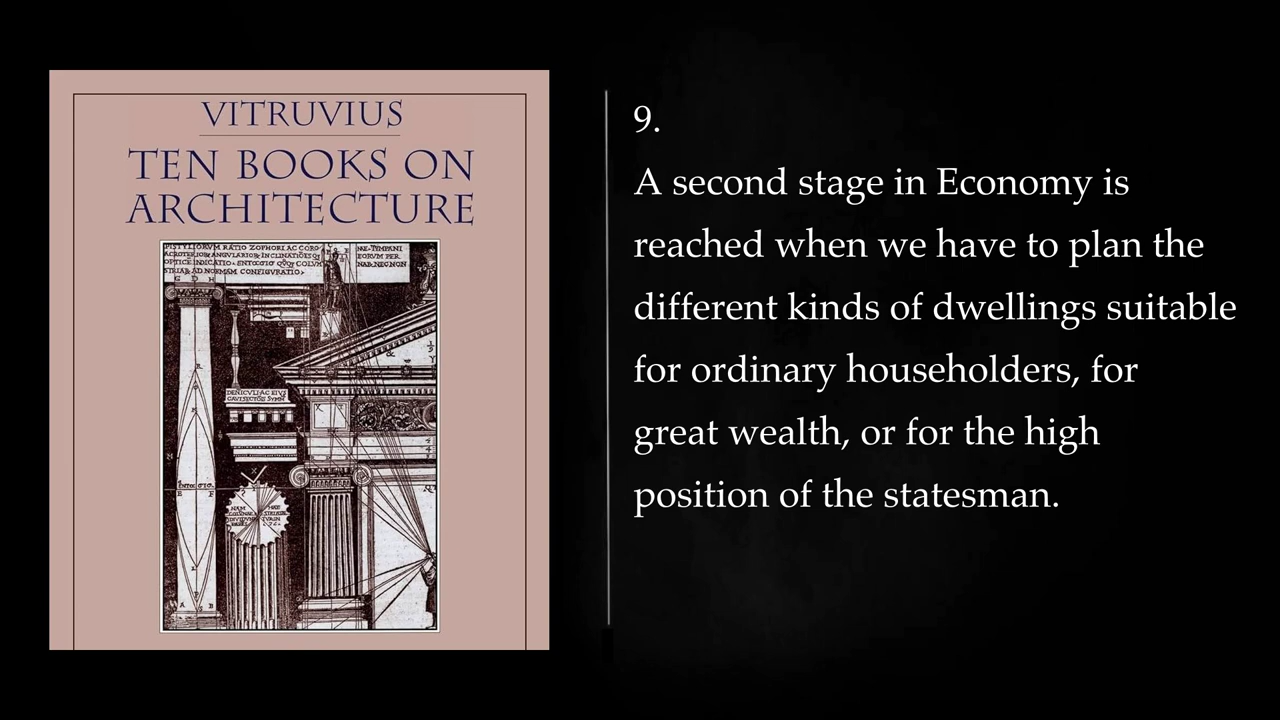 VITRUVIUS
TEN BOOKS ON
ARCHITECTURE
9.
A second stage in Economy is
reached when we have to plan the
different kinds of dwellings suitable
for ordinary householders, for
great wealth, or for the high
position of the statesman.